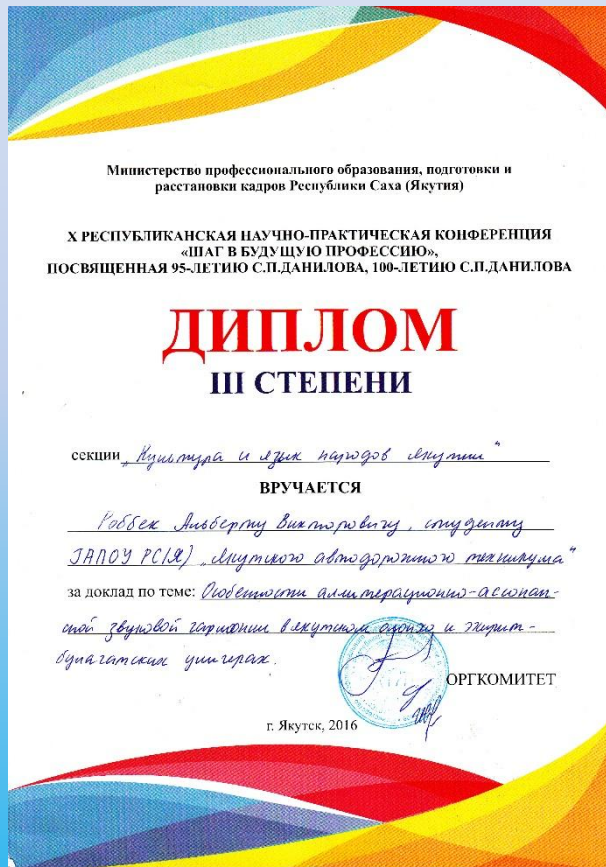 Министерство профессионального образования, подготовки и
расстановки кадров Республики Саха (Якутия)
X РЕСПУБЛИКАНСКАЯ НАУЧНО-ПРАКТИЧЕСКАЯ КОНФЕРЕНЦИЯ
«ШАГ В БУДУЩУЮ ПРОФЕССИЮ»,
ПОСВЯЩЕННАЯ 95-ЛЕТИЮ С.П.ДАНИЛОВА, 100-ЛЕТИЮ С.П.ДАНИЛОВА
ДИПЛОМ
III СТЕПЕНИ
секции „Культура и язык народов Якутии"
ВРУЧАЕТСЯ
Роббек Альберту Викторовичу, студенту
ГАПОУ РС(Я) „Якутского автодорожного техникума"
за доклад по теме: Особенности аллитерационно-ассонан-
сной звуковой гармонии в якутском олонхо и эхирит-
булагатских улигерах.
ОРГКОМИТЕТ
г. Якутск, 2016